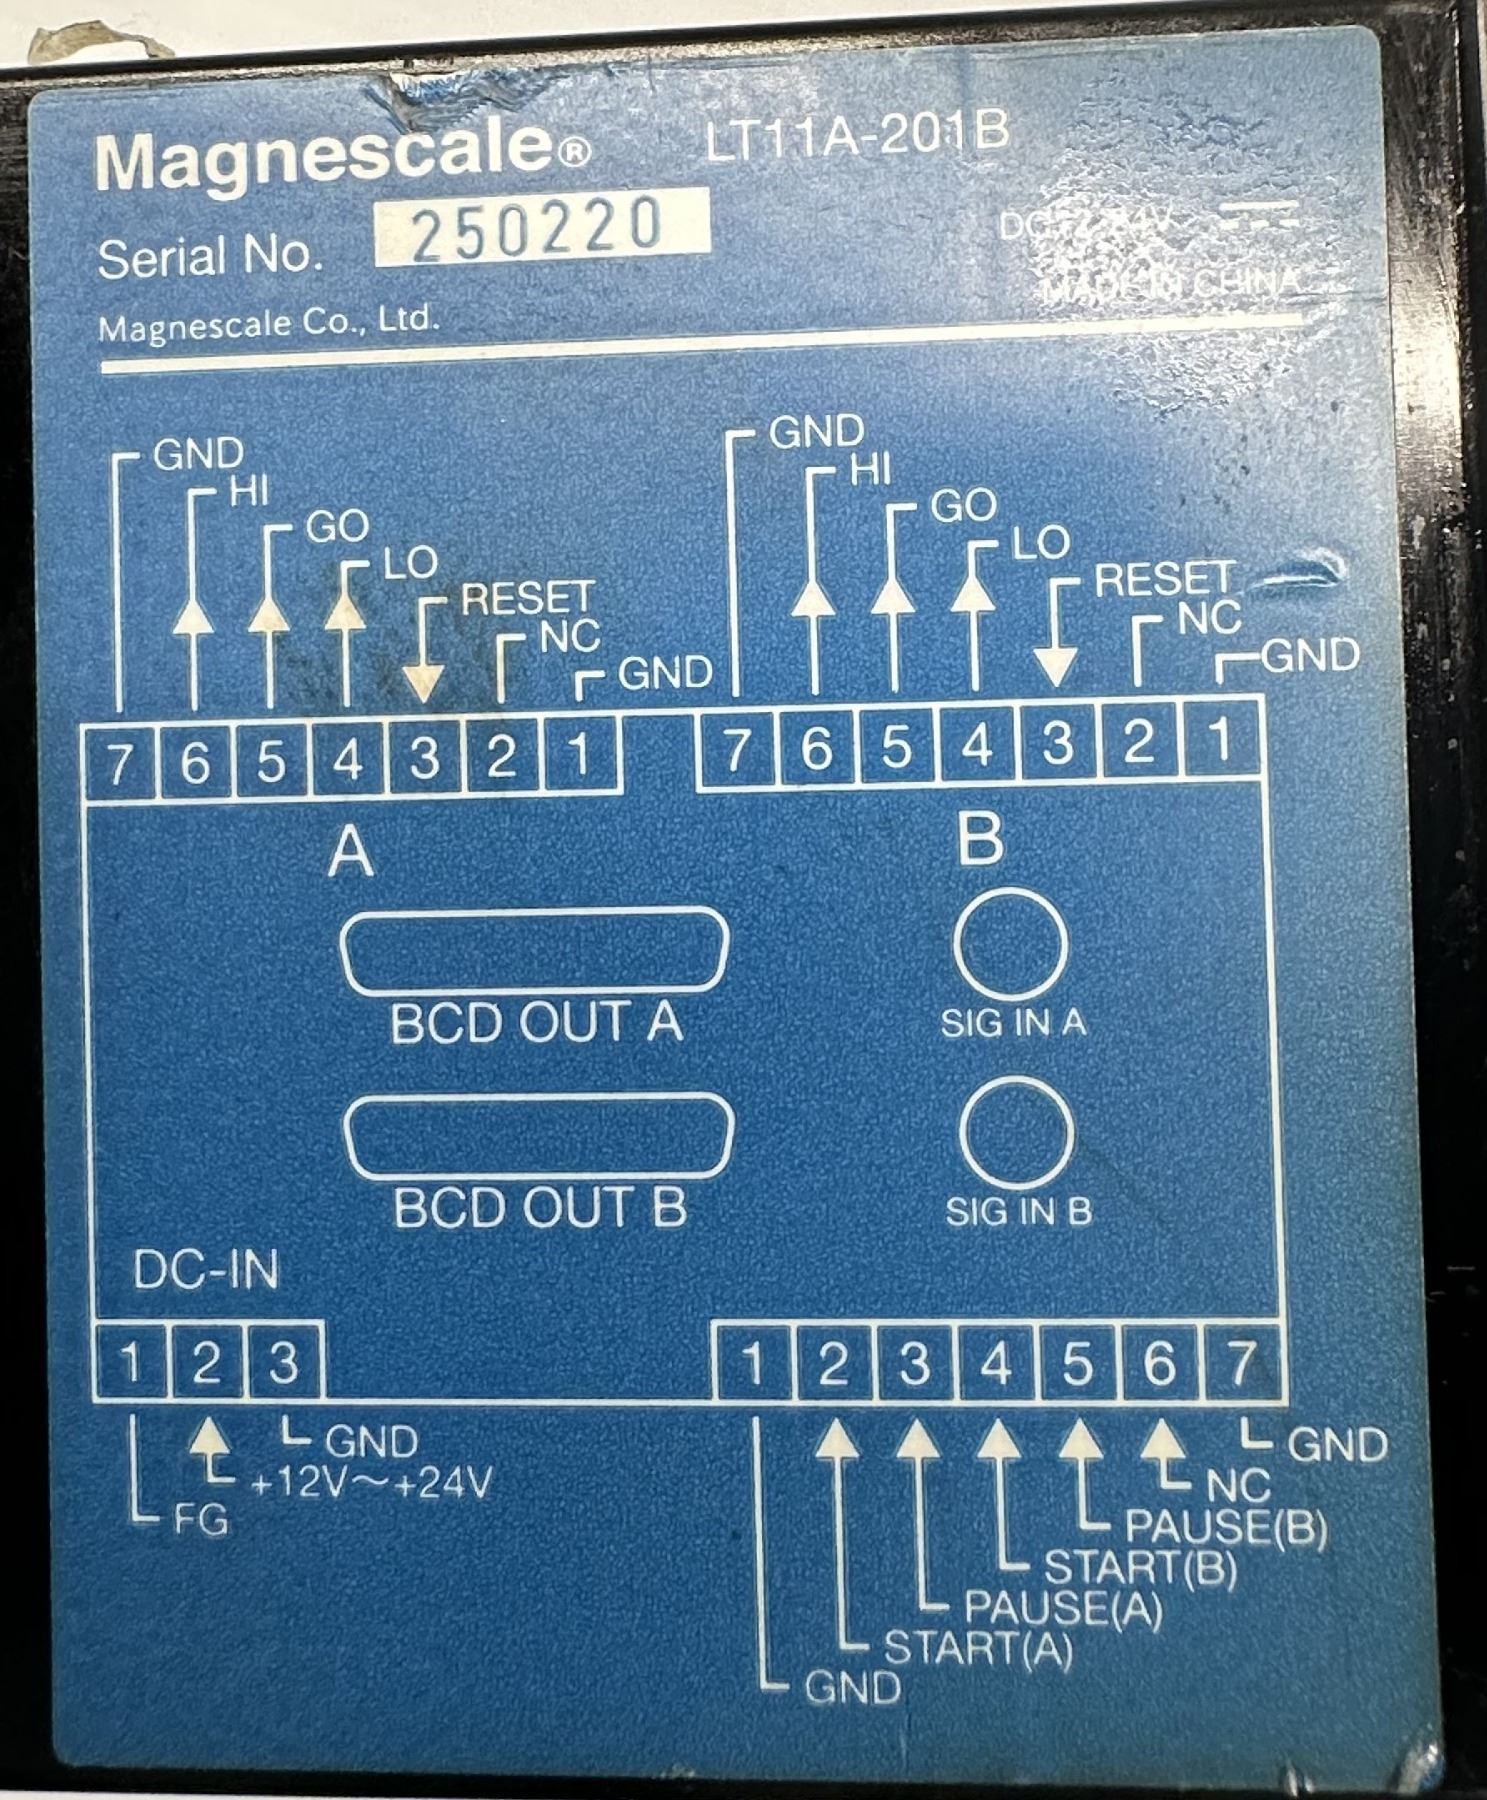 Magnescale® LT11A-201B
Serial No. 250220
DC12-24V
Magnescale Co., Ltd.
MADE IN CHINA
GND
HI
GO
LO
RESET
NC
GND
GND
HI
GO
LO
RESET
NC
GND
7 6 5 4 3 2 1
7 6 5 4 3 2 1
A
B
BCD OUT A
SIG IN A
BCD OUT B
SIG IN B
DC-IN
1 2 3
1 2 3 4 5 6 7
GND
+12V～+24V
FG
GND
NC
PAUSE(B)
START(B)
PAUSE(A)
START(A)
GND